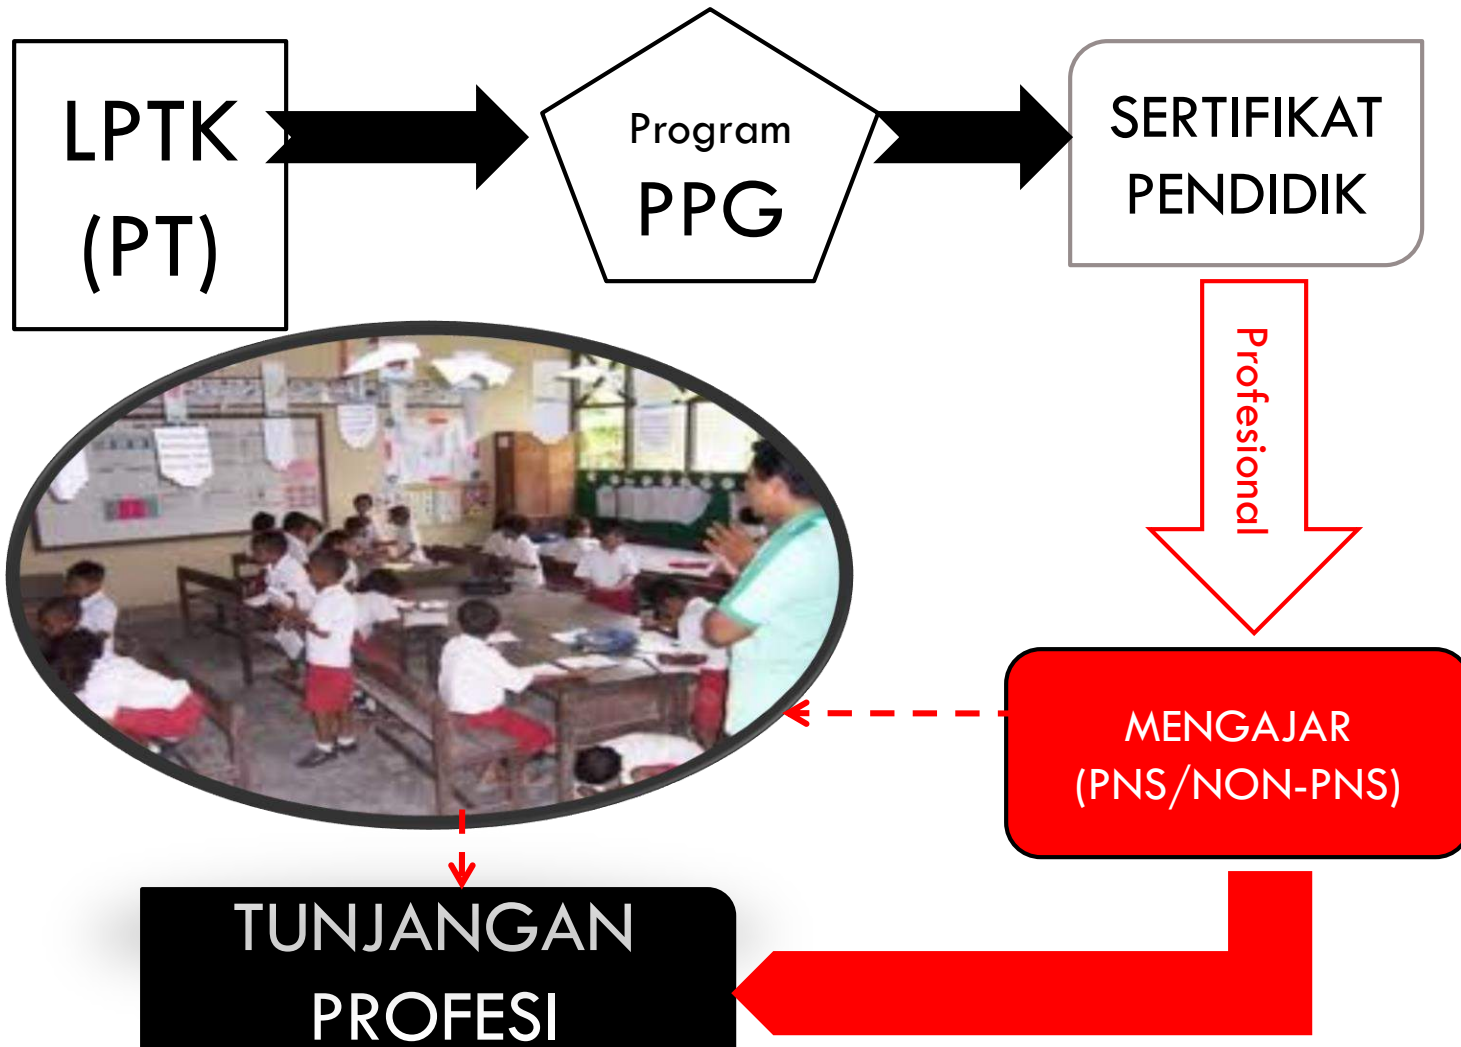 LPTK
(PT)
Program
PPG
SERTIFIKAT
PENDIDIK
Profesional
MENGAJAR
(PNS/NON-PNS)
TUNJANGAN
PROFESI